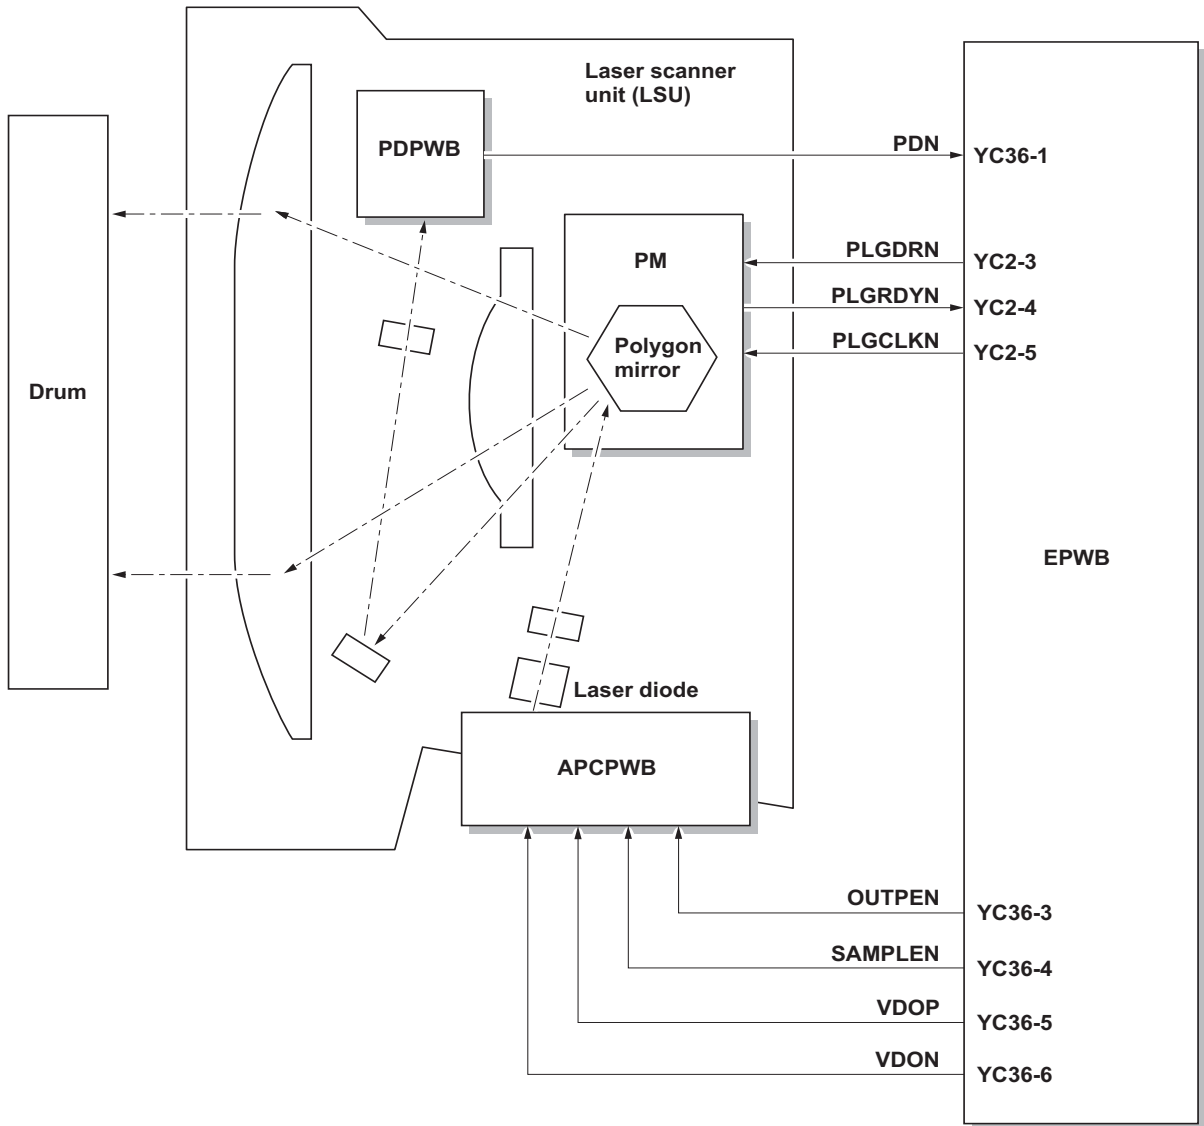 Laser scanner
unit (LSU)
PDPWB
PDN
YC36-1
PM
PLGDRN
YC2-3
PLGRDYN
YC2-4
PLGCLKN
YC2-5
Polygon
mirror
Drum
EPWB
Laser diode
APCPWB
OUTPEN
YC36-3
SAMPLEN
YC36-4
VDOP
YC36-5
VDON
YC36-6